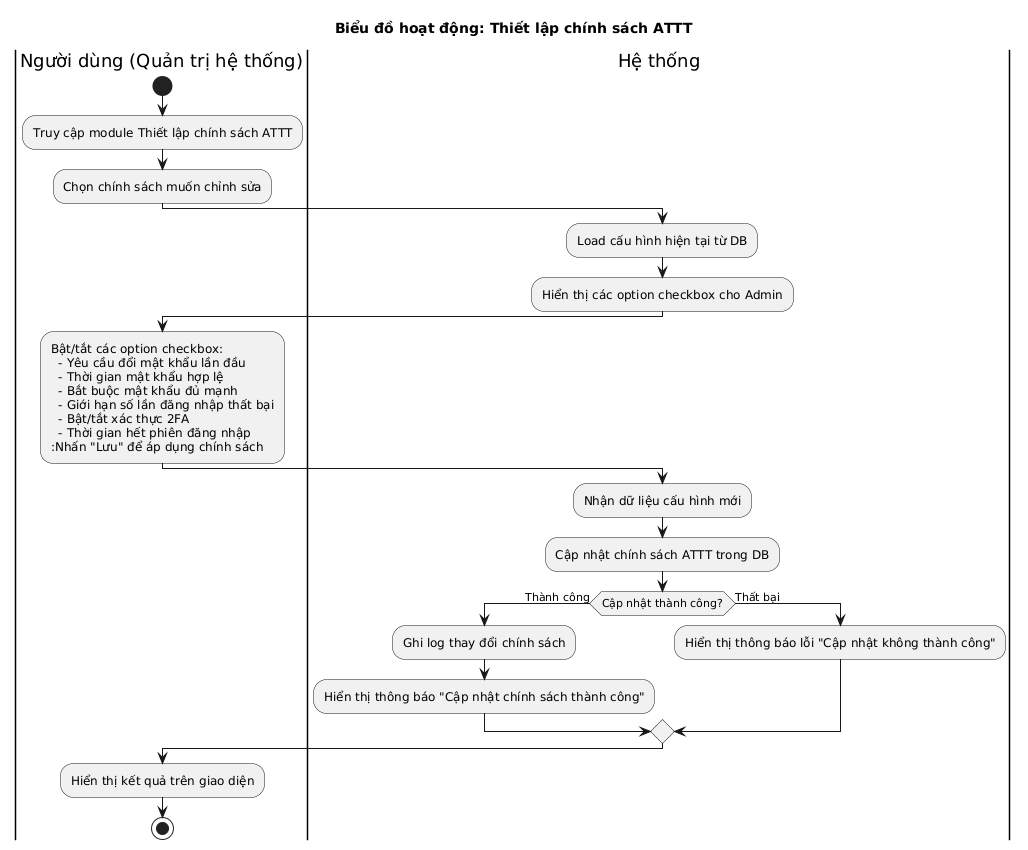 Biểu đồ hoạt động: Thiết lập chính sách ATTT
Người dùng (Quản trị hệ thống)
Hệ thống
Truy cập module Thiết lập chính sách ATTT
Chọn chính sách muốn chỉnh sửa
Load cấu hình hiện tại từ DB
Hiển thị các option checkbox cho Admin
Bật/tắt các option checkbox:
- Yêu cầu đổi mật khẩu lần đầu
- Thời gian mật khẩu hợp lệ
- Bắt buộc mật khẩu đủ mạnh
- Giới hạn số lần đăng nhập thất bại
- Bật/tắt xác thực 2FA
- Thời gian hết phiên đăng nhập
:Nhấn "Lưu" để áp dụng chính sách
Nhận dữ liệu cấu hình mới
Cập nhật chính sách ATTT trong DB
Thành công
Cập nhật thành công?
Thất bại
Ghi log thay đổi chính sách
Hiển thị thông báo lỗi "Cập nhật không thành công"
Hiển thị thông báo "Cập nhật chính sách thành công"
Hiển thị kết quả trên giao diện